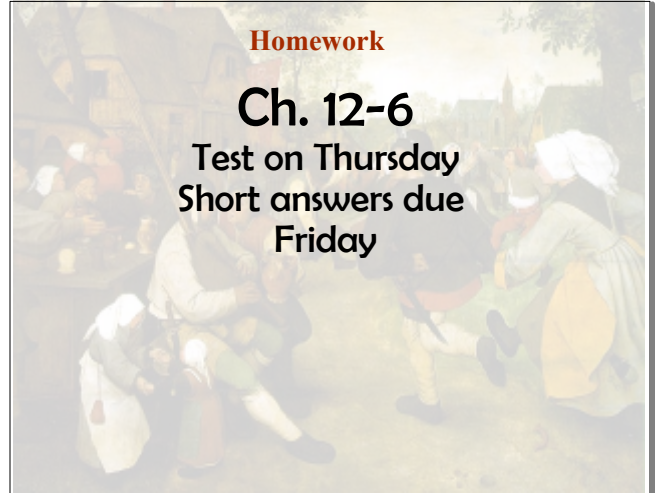 Homework
Ch. 12-6
Test on Thursday
Short answers due
Friday